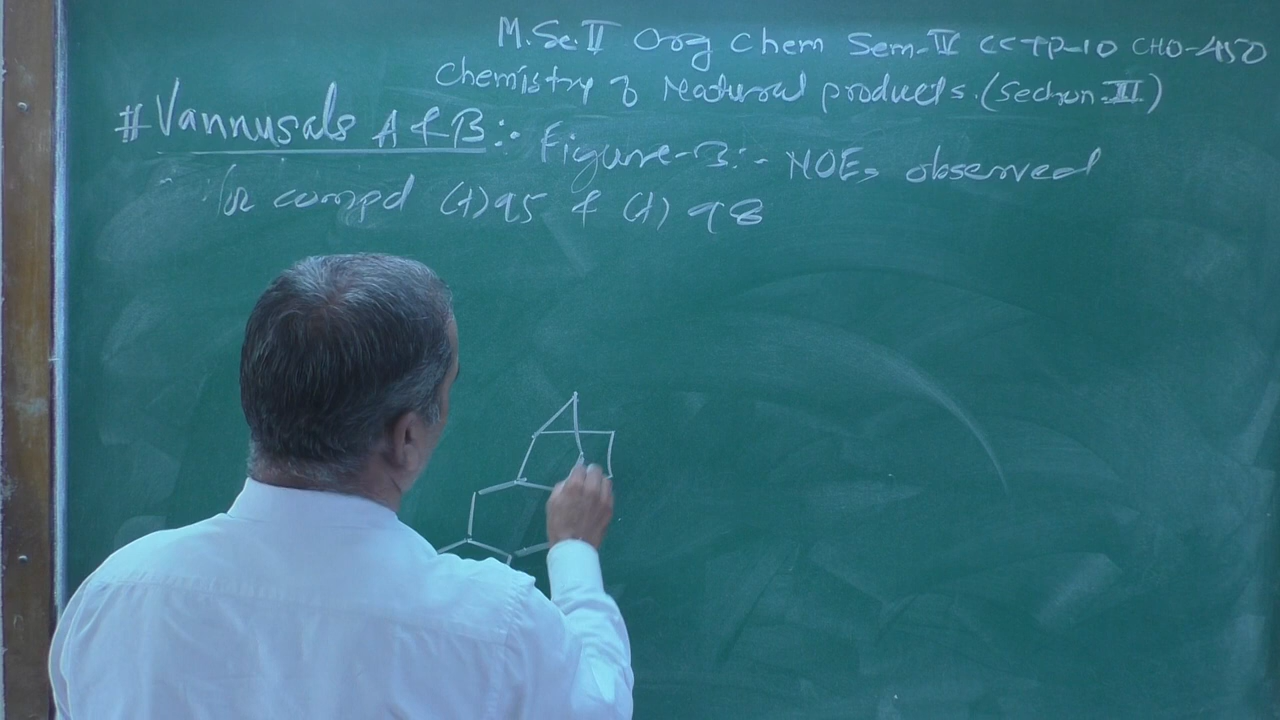 M.Sc. II Org Chem Sem-IV CCTP-10 CHO-450
Chemistry of Natural products. (Section-II)
# Vannusals A & B :- Figure-3:- NOEs observed
for compd (±) 95 & (±) 98